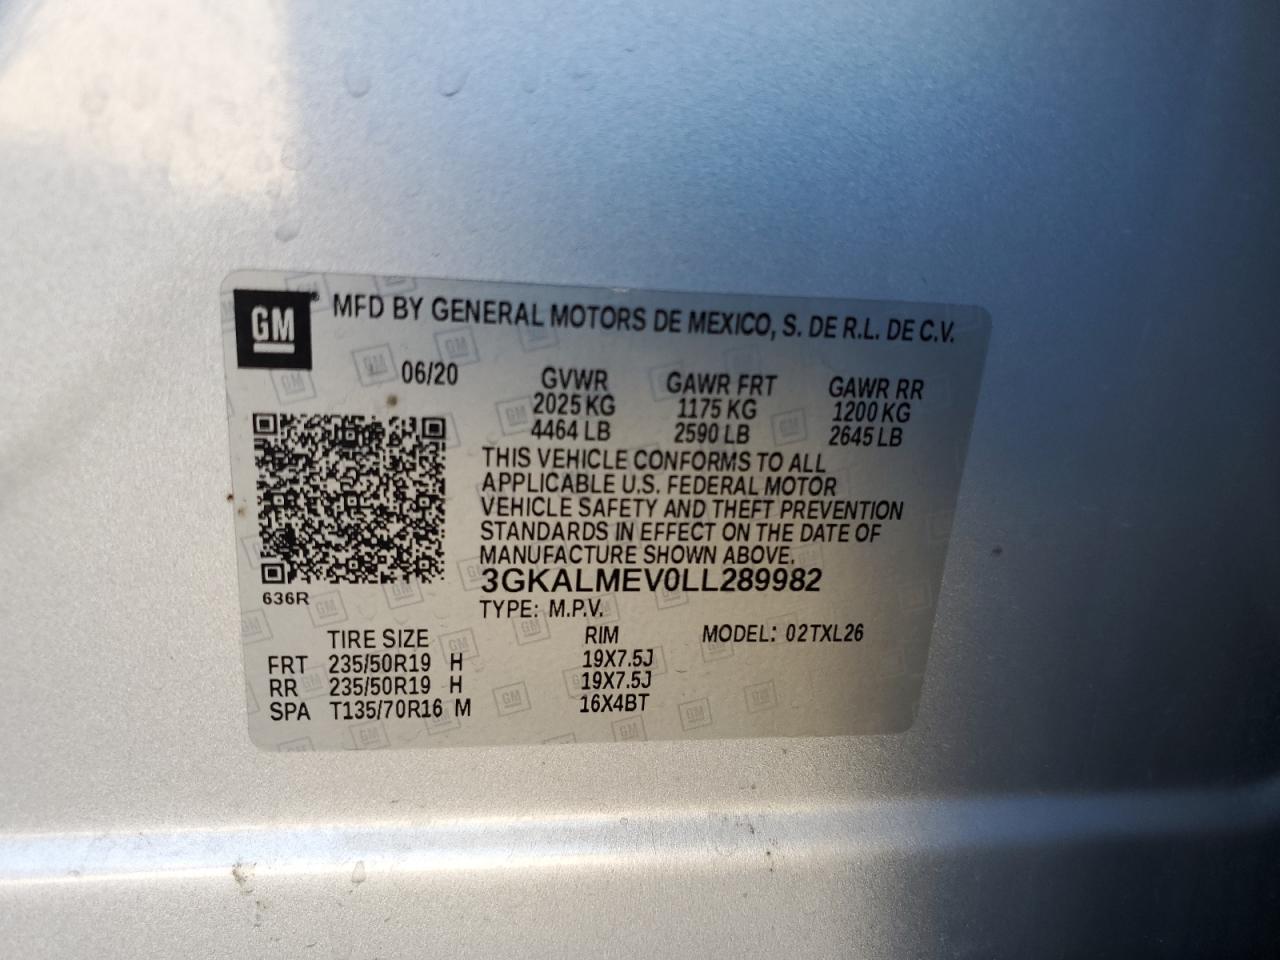 GM® MFD BY GENERAL MOTORS DE MEXICO, S. DE R.L. DE C.V.
06/20 GVWR GAWR FRT GAWR RR
2025 KG 1175 KG 1200 KG
4464 LB 2590 LB 2645 LB
THIS VEHICLE CONFORMS TO ALL
APPLICABLE U.S. FEDERAL MOTOR
VEHICLE SAFETY AND THEFT PREVENTION
STANDARDS IN EFFECT ON THE DATE OF
MANUFACTURE SHOWN ABOVE.
3GKALMEV0LL289982
636R
TYPE: M.P.V.
TIRE SIZE RIM MODEL: 02TXL26
FRT 235/50R19 H 19X7.5J
RR 235/50R19 H 19X7.5J
SPA T135/70R16 M 16X4BT